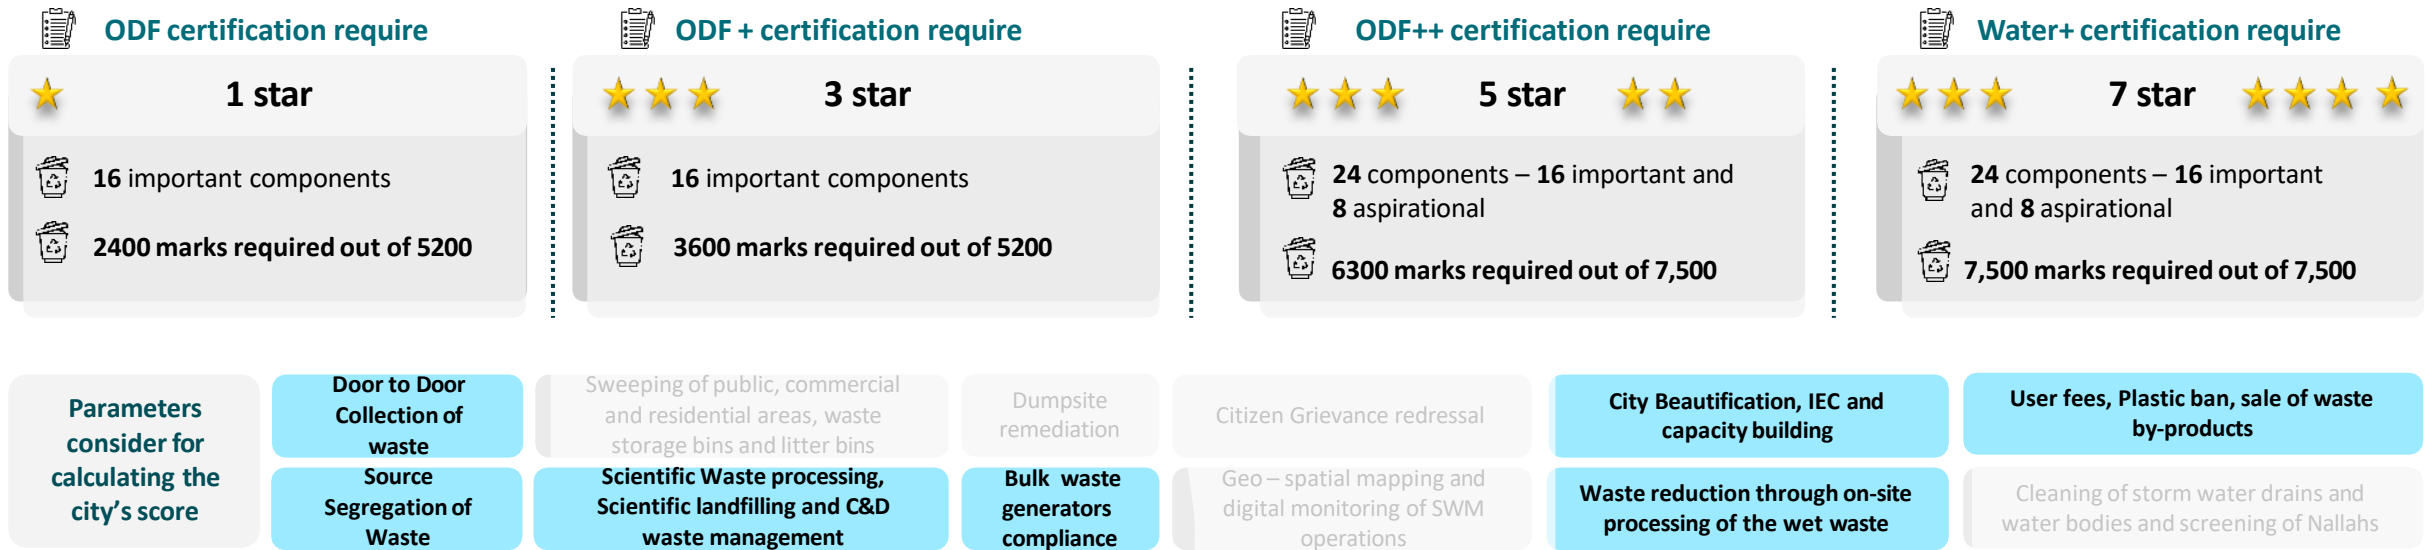 ODF certification require
1 star
16 important components
2400 marks required out of 5200
ODF + certification require
3 star
16 important components
3600 marks required out of 5200
ODF++ certification require
5 star
24 components – 16 important and
8 aspirational
6300 marks required out of 7,500
Water+ certification require
7 star
24 components – 16 important
and 8 aspirational
7,500 marks required out of 7,500
Parameters
consider for
calculating the
city’s score
Door to Door
Collection of
waste
Sweeping of public, commercial
and residential areas, waste
storage bins and litter bins
Dumpsite
remediation
Citizen Grievance redressal
City Beautification, IEC and
capacity building
User fees, Plastic ban, sale of waste
by-products
Source
Segregation of
Waste
Scientific Waste processing,
Scientific landfilling and C&D
waste management
Bulk waste
generators
compliance
Geo – spatial mapping and
digital monitoring of SWM
operations
Waste reduction through on-site
processing of the wet waste
Cleaning of storm water drains and
water bodies and screening of Nallahs